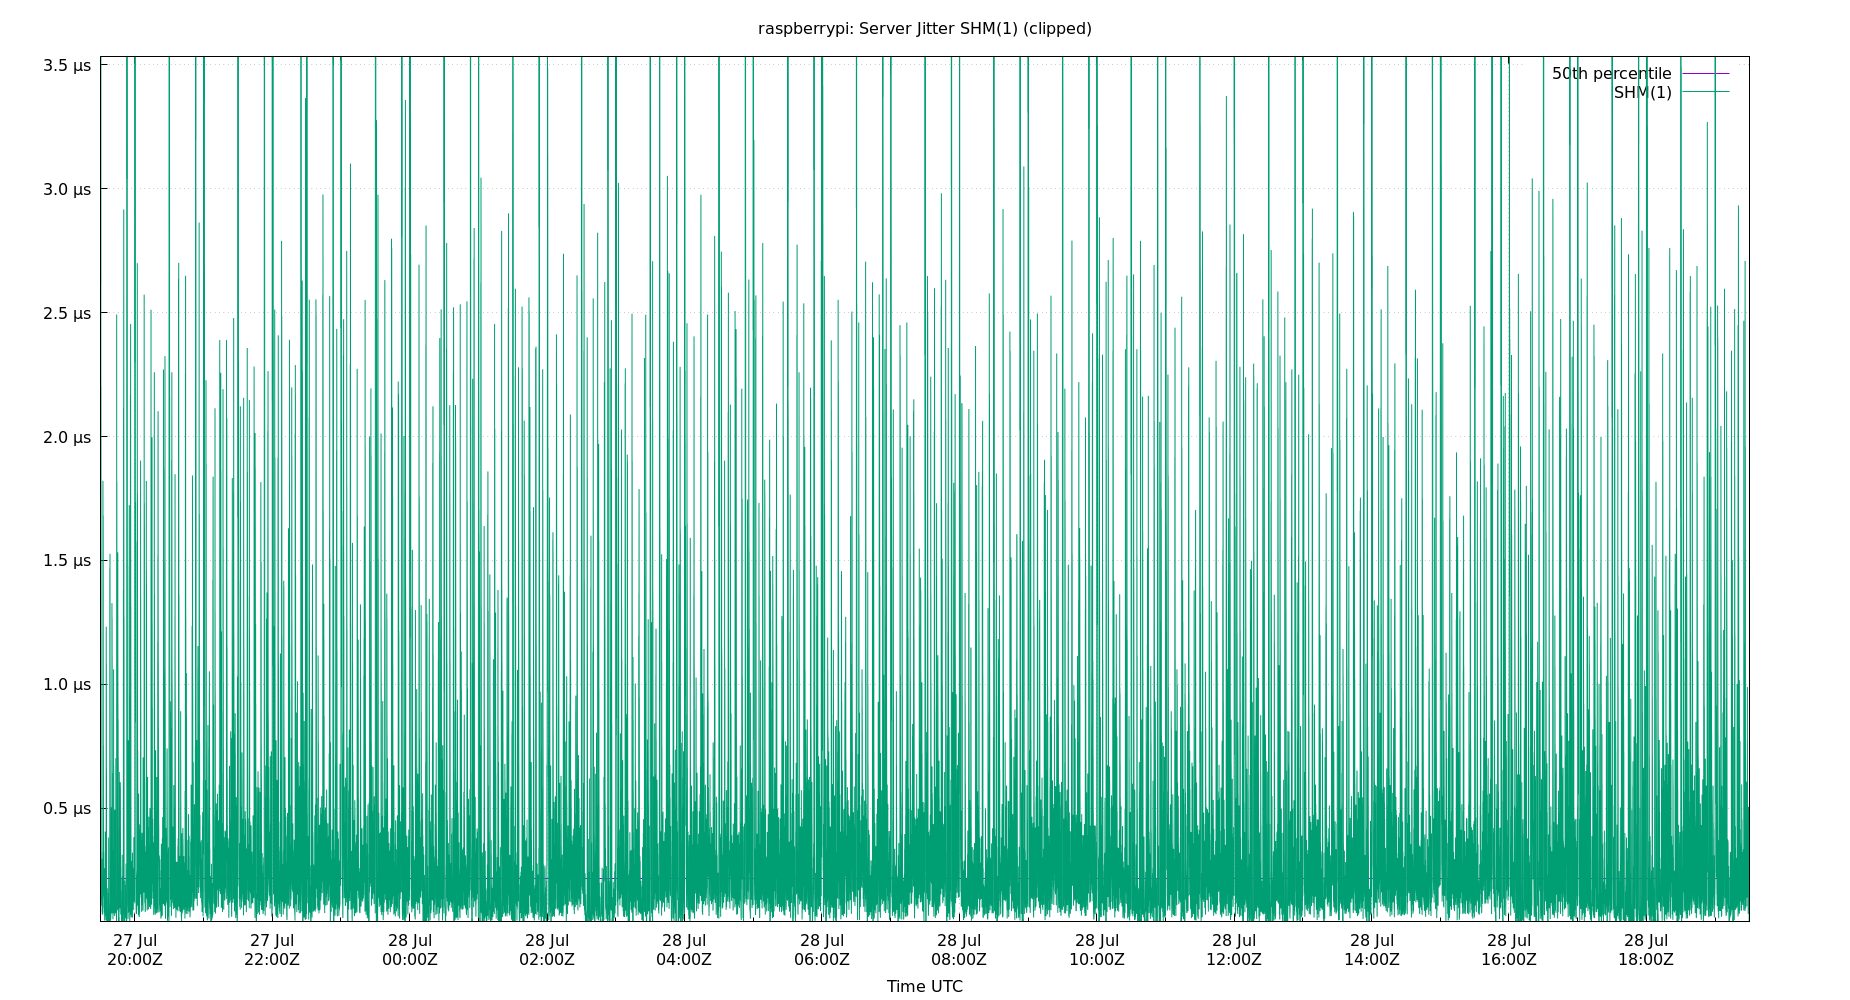 raspberrypi: Server Jitter SHM(1) (clipped)
3.5 μs
50th percentile
SHM(1)
3.0 μs
2.5 μs
2.0 μs
1.5 μs
1.0 μs
0.5 μs
27 Jul 27 Jul 28 Jul 28 Jul 28 Jul 28 Jul 28 Jul 28 Jul 28 Jul 28 Jul 28 Jul 28 Jul
20:00Z 22:00Z 00:00Z 02:00Z 04:00Z 06:00Z 08:00Z 10:00Z 12:00Z 14:00Z 16:00Z 18:00Z
Time UTC